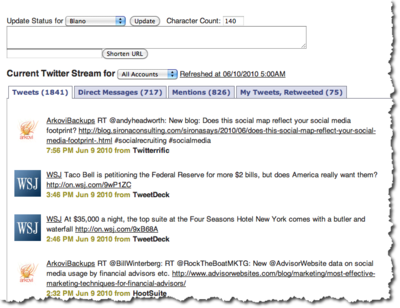 Update Status for Blano Update Character Count: 140
Shorten URL
Current Twitter Stream for All Accounts Refreshed at 06/10/2010 5:00AM
Tweets (1841) Direct Messages (717) Mentions (826) My Tweets, Retweeted (75)
ArkoviBackups RT @andyheadworth: New blog: Does this social map reflect your social media
footprint? http://blog.sironaconsulting.com/sironasays/2010/06/does-this-social-map-reflect-your-social-
media-footprint-.html #socialrecruiting #socialmedia
7:56 PM Jun 9 2010 from Twitterrific
WSJ
WSJ Taco Bell is petitioning the Federal Reserve for more $2 bills, but does America really want them?
http://on.wsj.com/9wP1ZC
3:46 PM Jun 9 2010 from TweetDeck
WSJ
WSJ At $35,000 a night, the top suite at the Four Seasons Hotel New York comes with a butler and
waterfall http://on.wsj.com/9xB68A
2:46 PM Jun 9 2010 from TweetDeck
ArkoviBackups RT @BillWinterberg: RT @RockTheBoatMKTG: New @AdvisorWebsite data on social
media usage by financial advisors etc. http://www.advisorwebsites.com/blog/marketing/most-effective-
marketing-techniques-for-financial-advisors/
2:32 PM Jun 9 2010 from HootSuite